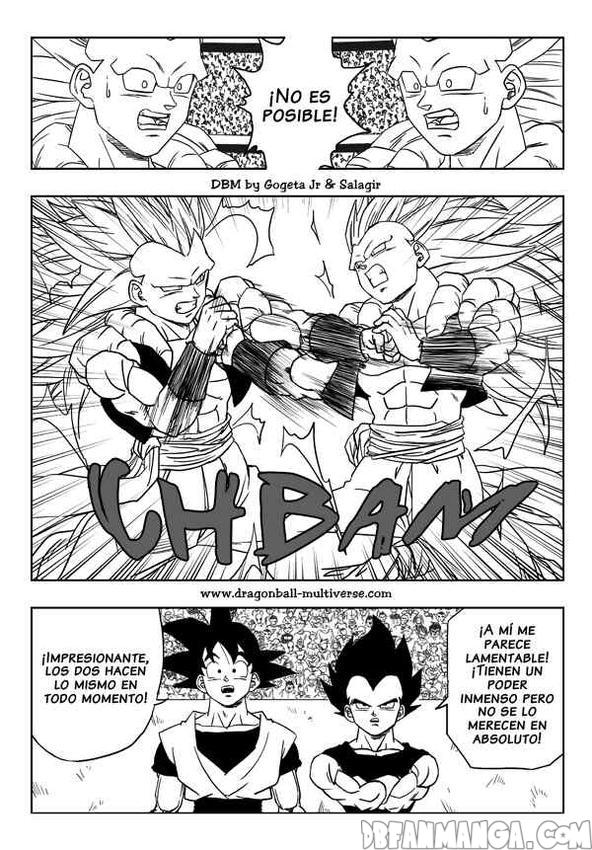 ¡NO ES
POSIBLE!
DBM by Gogeta Jr & Salagir
CHBAM
www.dragonball-multiverse.com
¡IMPRESIONANTE,
LOS DOS HACEN
LO MISMO EN
TODO MOMENTO!
¡A MÍ ME
PARECE
LAMENTABLE!
¡TIENEN UN
PODER
INMENSO PERO
NO SE LO
MERECEN EN
ABSOLUTO!
DBFANMANGA.COM